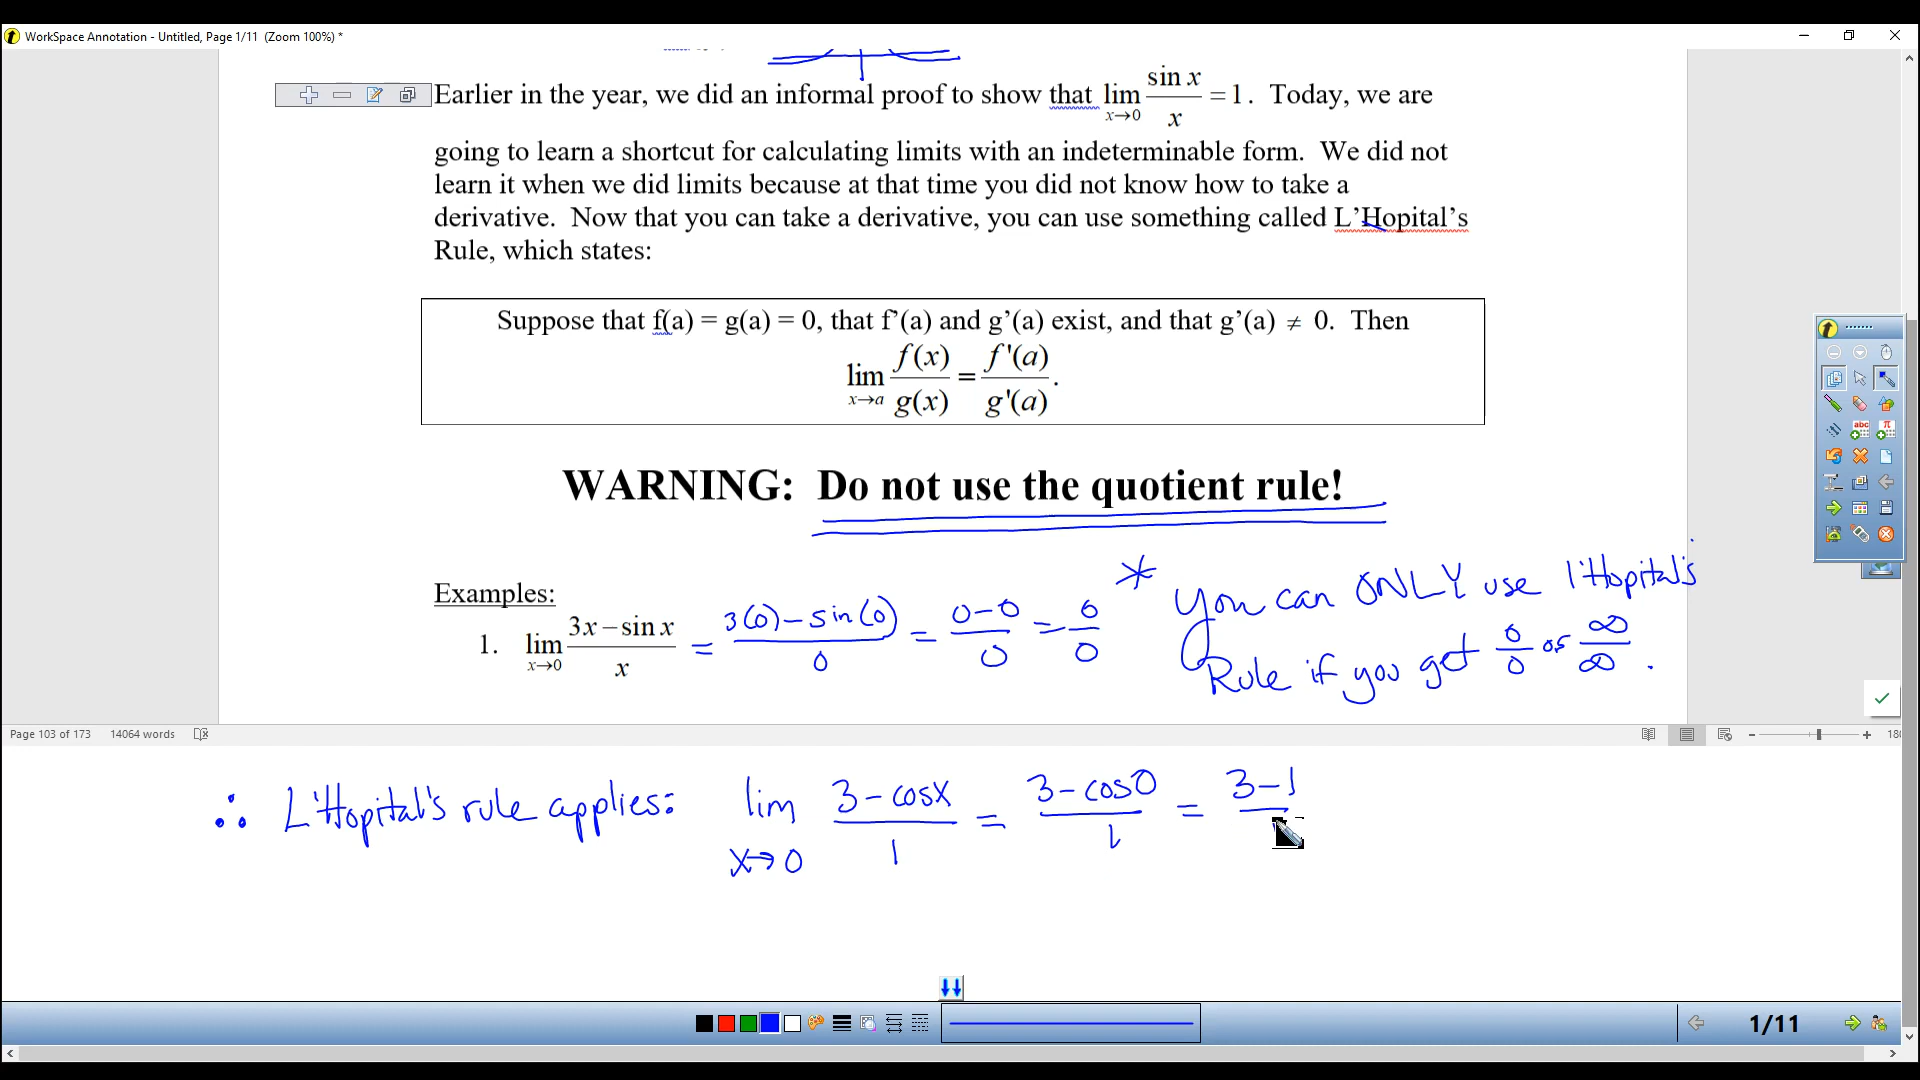 WorkSpace Annotation - Untitled, Page 1/11 (Zoom 100%) *
Earlier in the year, we did an informal proof to show that lim x→0 sin x / x = 1. Today, we are
going to learn a shortcut for calculating limits with an indeterminable form. We did not
learn it when we did limits because at that time you did not know how to take a
derivative. Now that you can take a derivative, you can use something called L’Hopital’s
Rule, which states:
Suppose that f(a) = g(a) = 0, that f’(a) and g’(a) exist, and that g’(a) ≠ 0. Then
lim x→a f(x) / g(x) = f'(a) / g'(a).
WARNING: Do not use the quotient rule!
Examples:
1. lim x→0 3x – sin x / x = 3(0) – sin(0) / 0 = 0 – 0 / 0 = 0 / 0
* You can ONLY use l'Hopital's
Rule if you get 0/0 or ∞/∞.
Page 103 of 173 14064 words
∴ L'Hopital's rule applies: lim x→0 3 – cosx / 1 = 3 – cos0 / 1 = 3 – 1
1/11